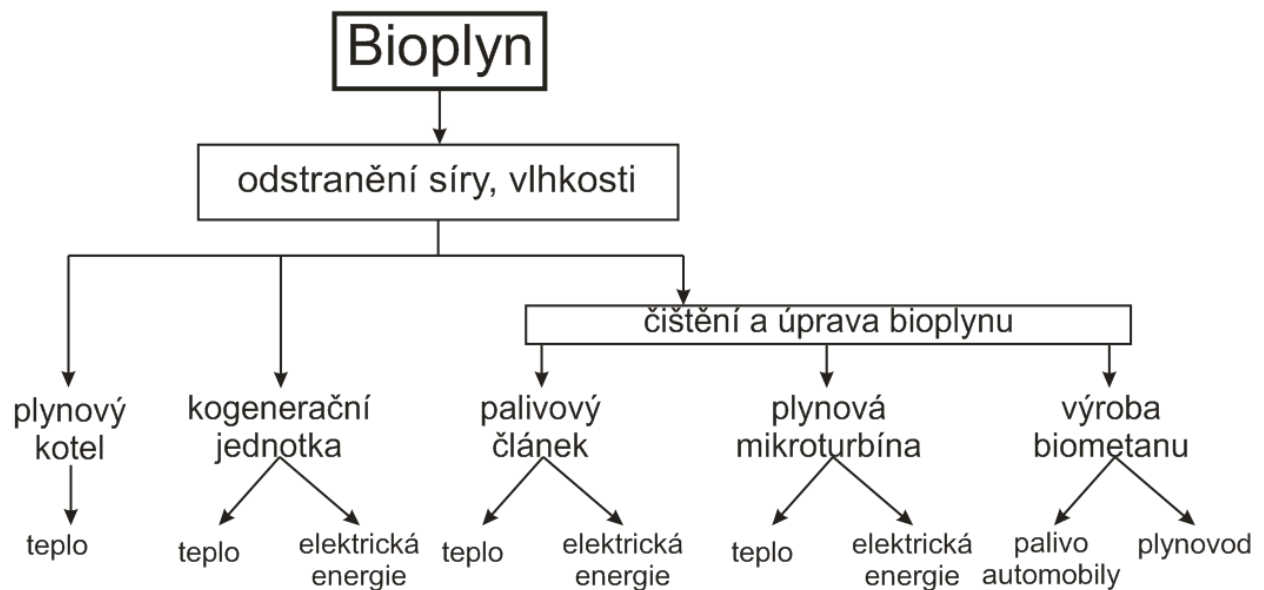 Bioplyn
odstranění síry, vlhkosti
čištění a úprava bioplynu
plynový
kotel
kogenerační
jednotka
palivový
článek
plynová
mikroturbína
výroba
biometanu
teplo
teplo
elektrická
energie
teplo
elektrická
energie
teplo
elektrická
energie
palivo
automobily
plynovod